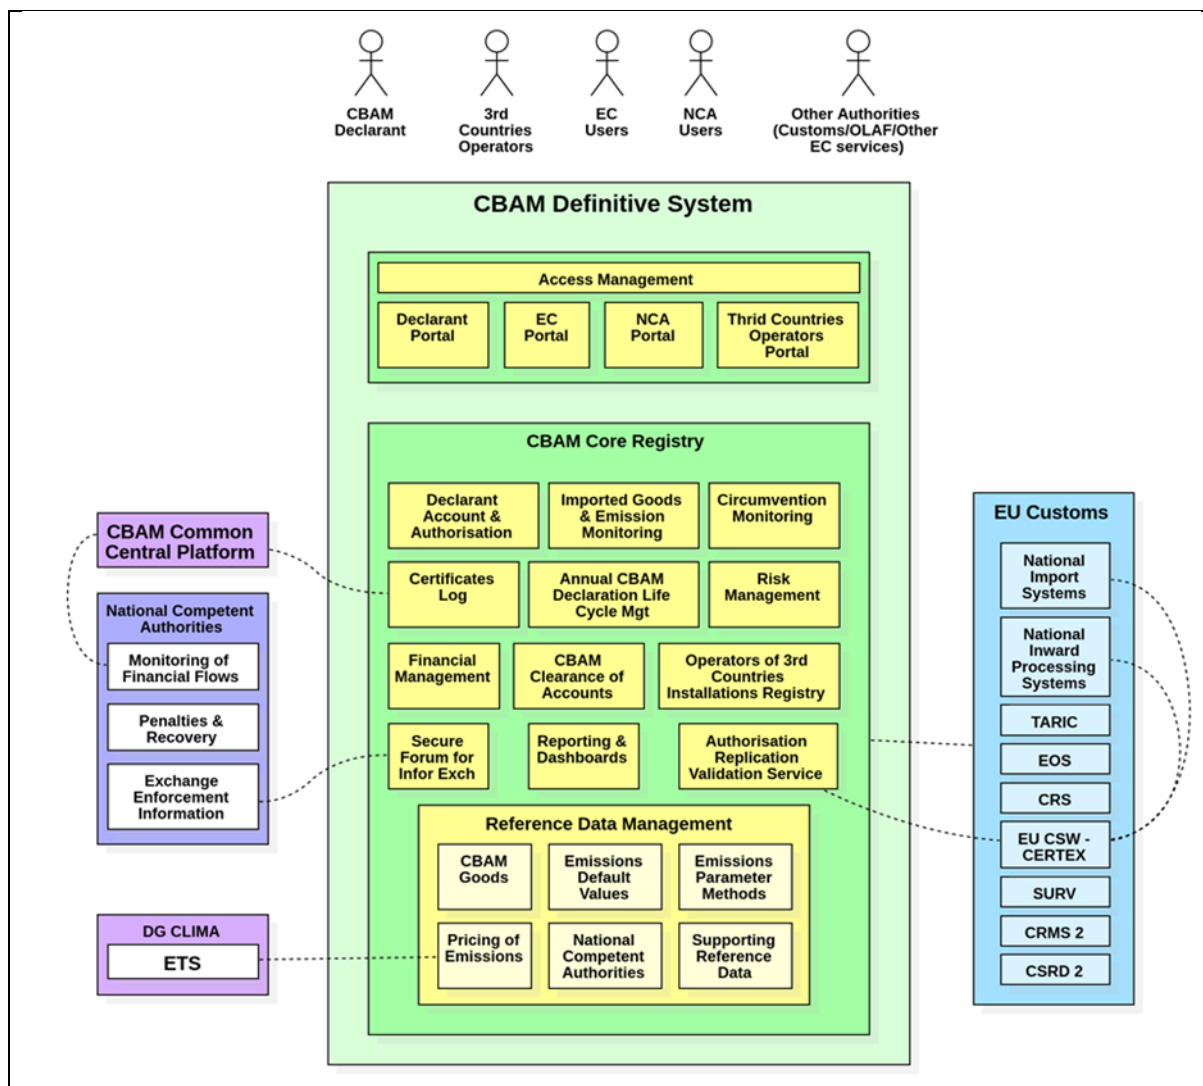 CBAM
Declarant
3rd
Countries
Operators
EC
Users
NCA
Users
Other Authorities
(Customs/OLAF/Other
EC services)
CBAM Definitive System
Access Management
Declarant
Portal
EC
Portal
NCA
Portal
Thrid Countries
Operators
Portal
CBAM Core Registry
Declarant
Account &
Authorisation
Imported Goods
& Emission
Monitoring
Circumvention
Monitoring
Certificates
Log
Annual CBAM
Declaration Life
Cycle Mgt
Risk
Management
Financial
Management
CBAM
Clearance of
Accounts
Operators of 3rd
Countries
Installations Registry
Secure
Forum for
Infor Exch
Reporting &
Dashboards
Authorisation
Replication
Validation Service
Reference Data Management
CBAM
Goods
Emissions
Default
Values
Emissions
Parameter
Methods
Pricing of
Emissions
National
Competent
Authorities
Supporting
Reference
Data
CBAM Common
Central Platform
National Competent
Authorities
Monitoring of
Financial Flows
Penalties &
Recovery
Exchange
Enforcement
Information
DG CLIMA
ETS
EU Customs
National
Import
Systems
National
Inward
Processing
Systems
TARIC
EOS
CRS
EU CSW -
CERTEX
SURV
CRMS 2
CSRD 2